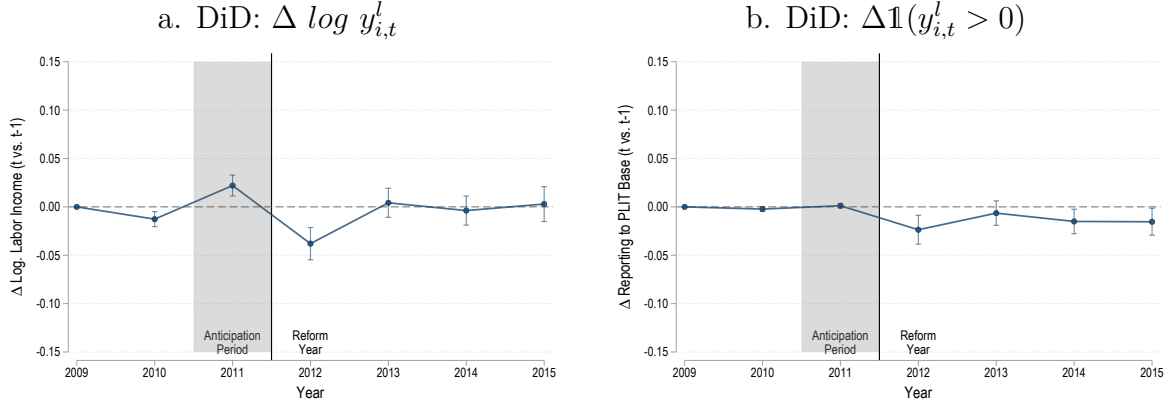 a. DiD: Δ log y^l_{i,t}
0.15
0.10
0.05
0.00
-0.05
-0.10
-0.15
Δ Log. Labor Income (t vs. t-1)
Anticipation
Period
Reform
Year
2009 2010 2011 2012 2013 2014 2015
Year
b. DiD: Δ𝟙(y^l_{i,t} > 0)
0.15
0.10
0.05
0.00
-0.05
-0.10
-0.15
Δ Reporting to PLIT Base (t vs. t-1)
Anticipation
Period
Reform
Year
2009 2010 2011 2012 2013 2014 2015
Year